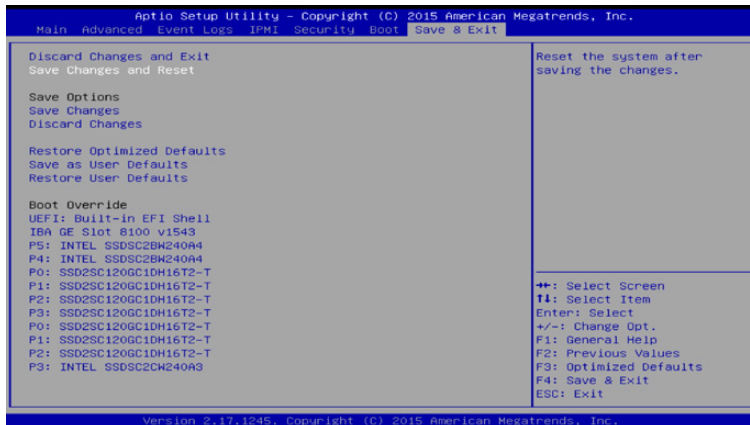 Aptio Setup Utility - Copyright (C) 2015 American Megatrends, Inc.
Main Advanced Event Logs IPMI Security Boot Save & Exit
Discard Changes and Exit
Save Changes and Reset
Save Options
Save Changes
Discard Changes
Restore Optimized Defaults
Save as User Defaults
Restore User Defaults
Boot Override
UEFI: Built-in EFI Shell
IBA GE Slot 8100 v1543
P5: INTEL SSDSC2BW240A4
P4: INTEL SSDSC2BW240A4
P0: SSD2SC120GC1DH16T2-T
P1: SSD2SC120GC1DH16T2-T
P2: SSD2SC120GC1DH16T2-T
P3: SSD2SC120GC1DH16T2-T
P0: SSD2SC120GC1DH16T2-T
P1: SSD2SC120GC1DH16T2-T
P2: SSD2SC120GC1DH16T2-T
P3: INTEL SSDSC2CW240A3
Reset the system after
saving the changes.
→←: Select Screen
↑↓: Select Item
Enter: Select
+/-: Change Opt.
F1: General Help
F2: Previous Values
F3: Optimized Defaults
F4: Save & Exit
ESC: Exit
Version 2.17.1245. Copyright (C) 2015 American Megatrends, Inc.